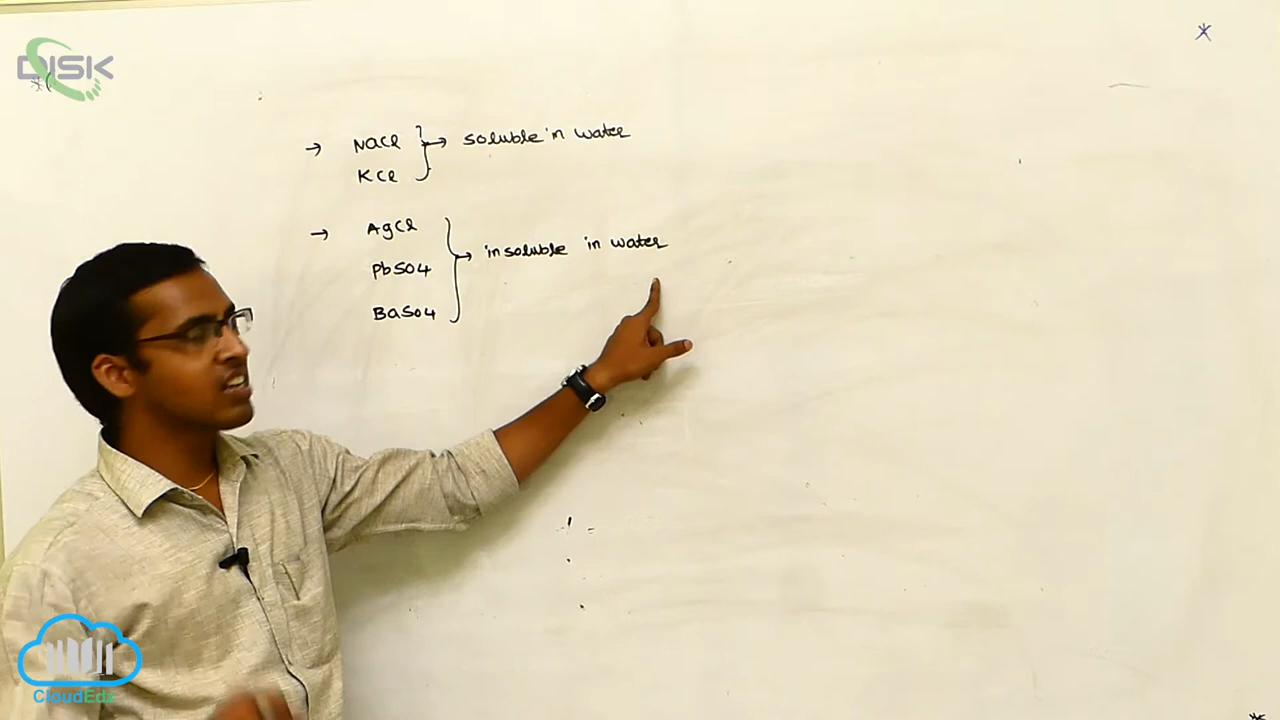 DISK
→ NaCl } → soluble in water
KCl
→ AgCl
PbSO4 } → insoluble in water
BaSO4
CloudEdz